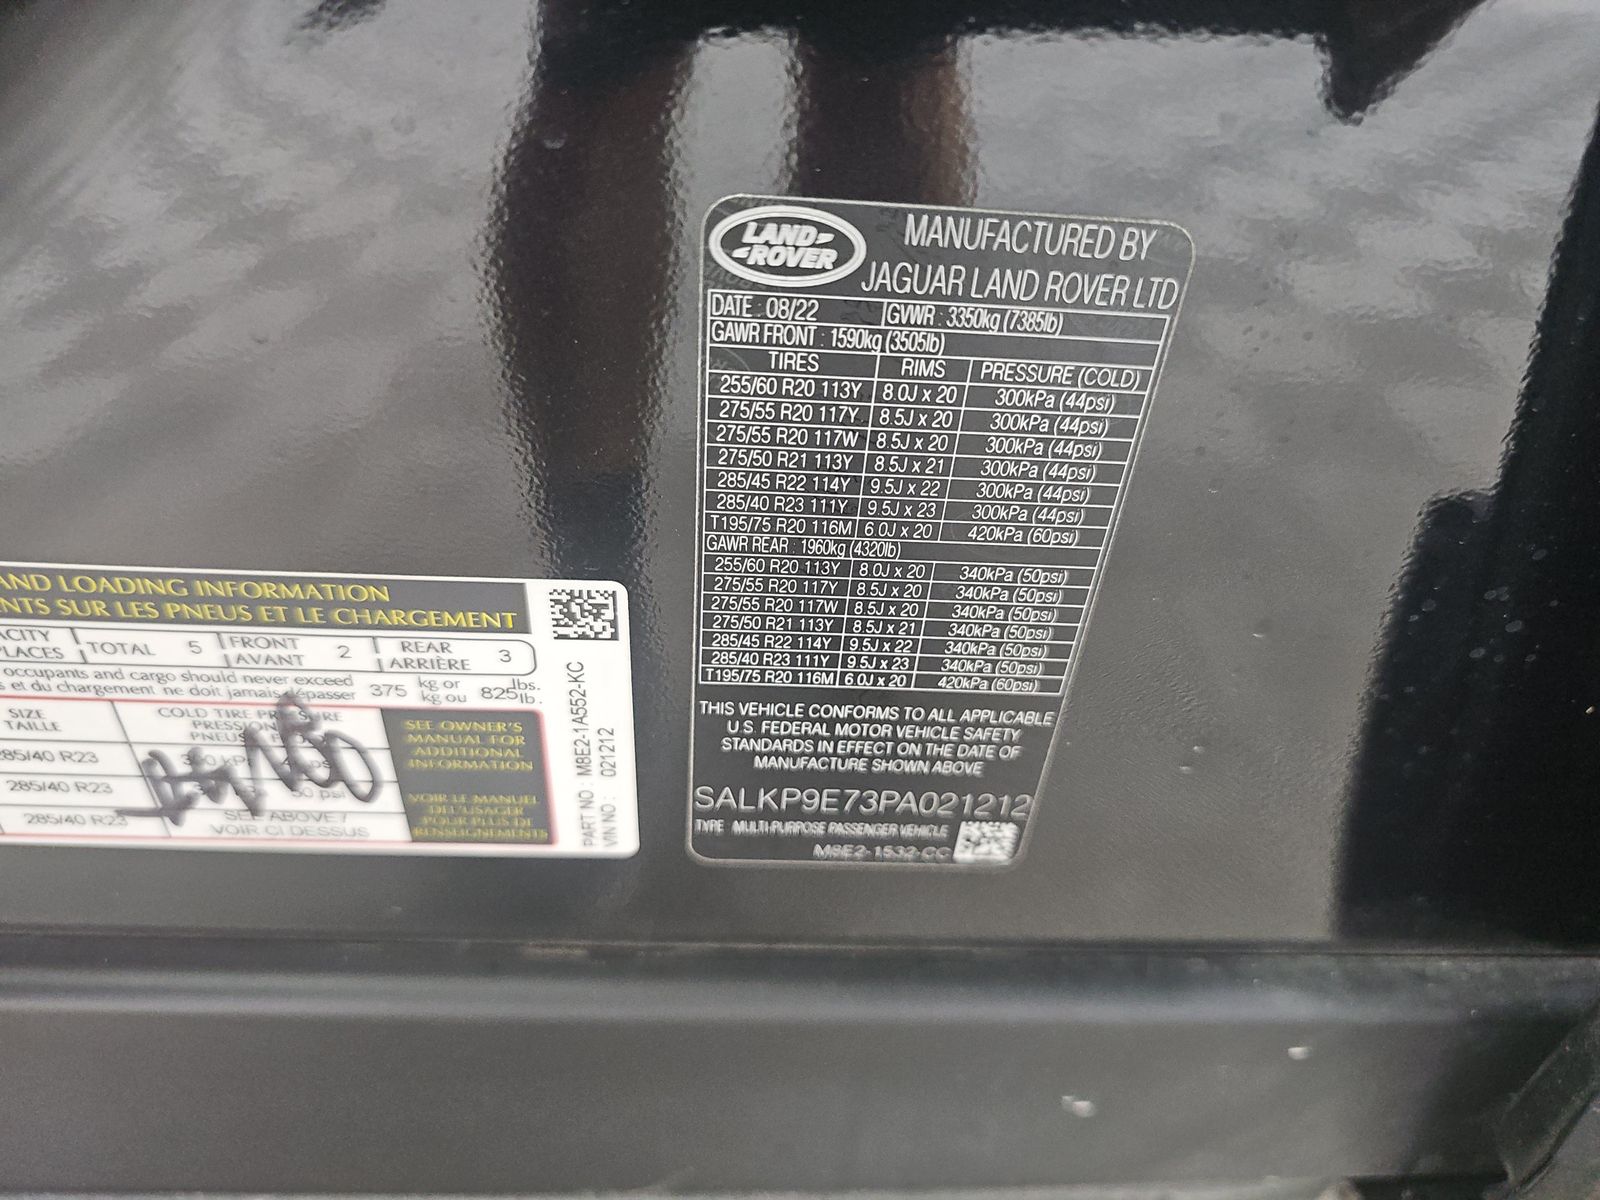 LAND ROVER
MANUFACTURED BY
JAGUAR LAND ROVER LTD
DATE : 08/22 GVWR : 3350kg (7385lb)
GAWR FRONT : 1590kg (3505lb)
TIRES RIMS PRESSURE (COLD)
255/60 R20 113Y 8.0J x 20 300kPa (44psi)
275/55 R20 117Y 8.5J x 20 300kPa (44psi)
275/55 R20 117W 8.5J x 20 300kPa (44psi)
275/50 R21 113Y 8.5J x 21 300kPa (44psi)
285/45 R22 114Y 9.5J x 22 300kPa (44psi)
285/40 R23 111Y 9.5J x 23 300kPa (44psi)
T195/75 R20 116M 6.0J x 20 420kPa (60psi)
GAWR REAR : 1960kg (4320lb)
255/60 R20 113Y 8.0J x 20 340kPa (50psi)
275/55 R20 117Y 8.5J x 20 340kPa (50psi)
275/55 R20 117W 8.5J x 20 340kPa (50psi)
275/50 R21 113Y 8.5J x 21 340kPa (50psi)
285/45 R22 114Y 9.5J x 22 340kPa (50psi)
285/40 R23 111Y 9.5J x 23 340kPa (50psi)
T195/75 R20 116M 6.0J x 20 420kPa (60psi)
THIS VEHICLE CONFORMS TO ALL APPLICABLE
U.S. FEDERAL MOTOR VEHICLE SAFETY
STANDARDS IN EFFECT ON THE DATE OF
MANUFACTURE SHOWN ABOVE
SALKP9E73PA021212
TYPE MULTI-PURPOSE PASSENGER VEHICLE
M8E2-1532-CC
AND LOADING INFORMATION
NTS SUR LES PNEUS ET LE CHARGEMENT
ACITY TOTAL 5 FRONT 2 REAR 3
PLACES AVANT ARRIÈRE
occupants and cargo should never exceed 375 kg or 825 lbs.
s et du chargement ne doit jamais dépasser kg ou lb.
SIZE COLD TIRE PRESSURE
TAILLE PRESSION
PNEUS
285/40 R23
285/40 R23 50 psi
285/40 R23 SEE ABOVE /
VOIR CI DESSUS
SEE OWNER'S
MANUAL FOR
ADDITIONAL
INFORMATION
VOIR LE MANUEL
DE L'USAGER
POUR PLUS DE
RENSEIGNEMENTS
PART NO : M8E2-1A552-KC
VIN NO : 021212